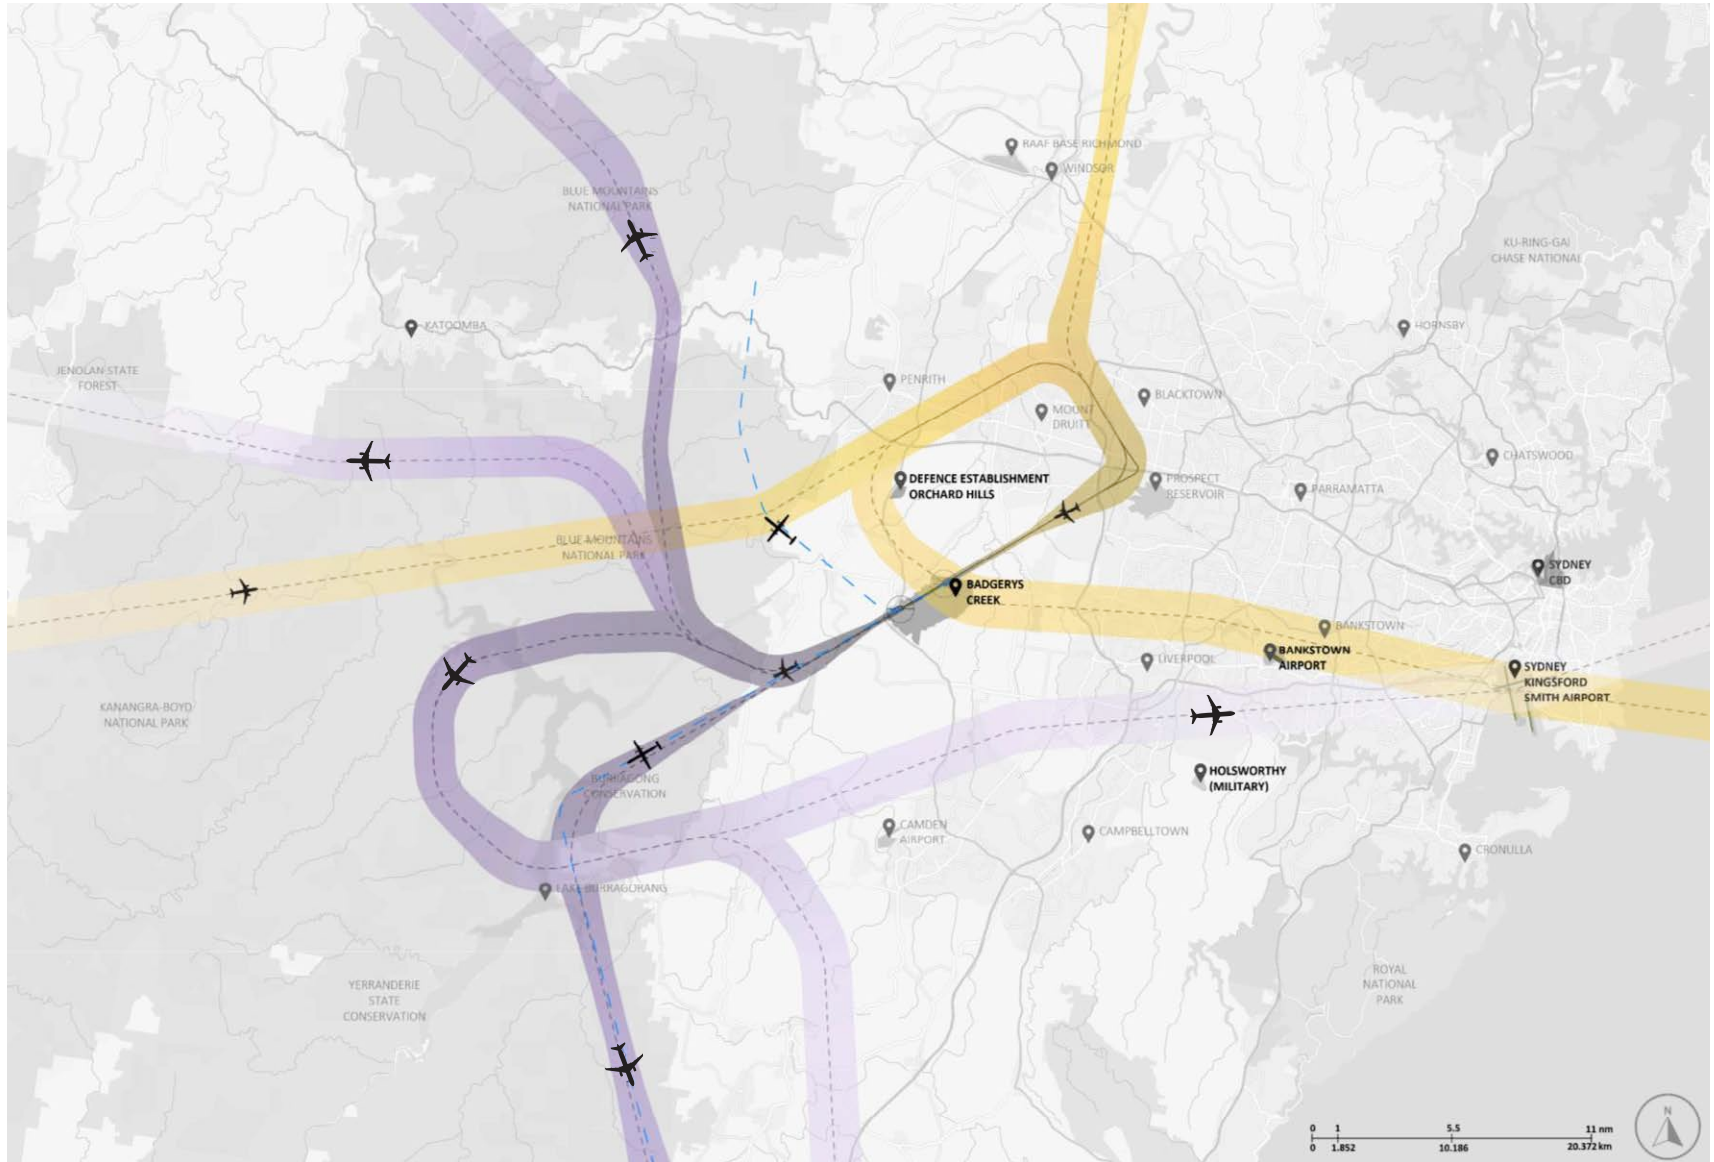 RAAF BASE RICHMOND
WINDSOR
BLUE MOUNTAINS
NATIONAL PARK
KU-RING-GAI
CHASE NATIONAL
KATOOMBA
HORNSBY
JENOLAN STATE
FOREST
PENRITH
BLACKTOWN
MOUNT
DRUITT
CHATSWOOD
DEFENCE ESTABLISHMENT
ORCHARD HILLS
PROSPECT
RESERVOIR
PARRAMATTA
BLUE MOUNTAINS
NATIONAL PARK
SYDNEY
CBD
BADGERYS
CREEK
BANKSTOWN
BANKSTOWN
AIRPORT
LIVERPOOL
SYDNEY
KINGSFORD
SMITH AIRPORT
KANANGRA-BOYD
NATIONAL PARK
BURRAGONG
CONSERVATION
HOLSWORTHY
(MILITARY)
CAMDEN
AIRPORT
CAMPBELLTOWN
CRONULLA
LAKE BURRAGORANG
YERRANDERIE
STATE
CONSERVATION
ROYAL
NATIONAL
PARK
N
0 1 5.5 11 nm
0 1.852 10.186 20.372 km